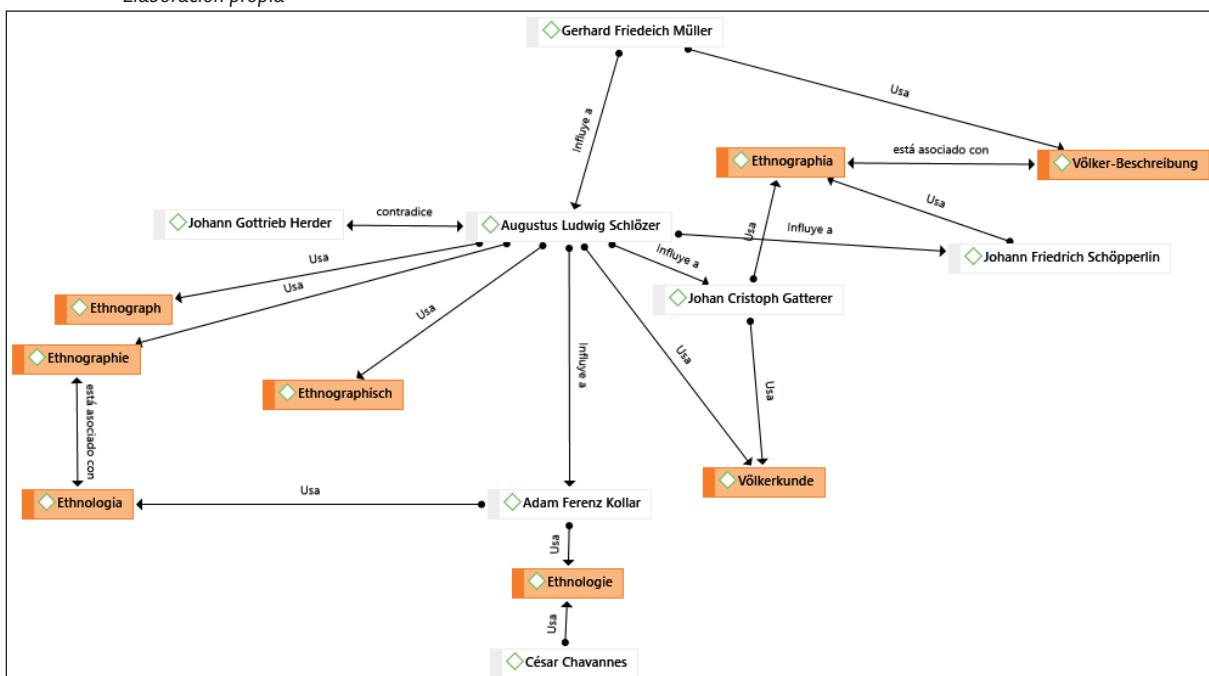 Elaboración propia
Gerhard Friedeich Müller
Usa
Influye a
Ethnographia
está asociado con
Völker-Beschreibung
Usa
Johann Gottrieb Herder
contradice
Augustus Ludwig Schlözer
Influye a
Usa
Johann Friedrich Schöpperlin
Influye a
Usa
Johan Cristoph Gatterer
Usa
Ethnograph
Usa
Ethnographie
Influye a
Usa
Ethnographisch
Usa
está asociado con
Völkerkunde
Ethnologia
Usa
Adam Ferenz Kollar
Usa
Ethnologie
Usa
César Chavannes